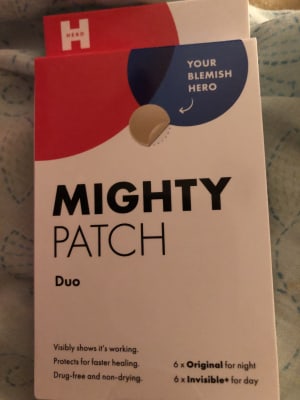 H
HERO
YOUR
BLEMISH
HERO
MIGHTY
PATCH
Duo
Visibly shows it's working.
Protects for faster healing.
Drug-free and non-drying.
6 x Original for night
6 x Invisible+ for day